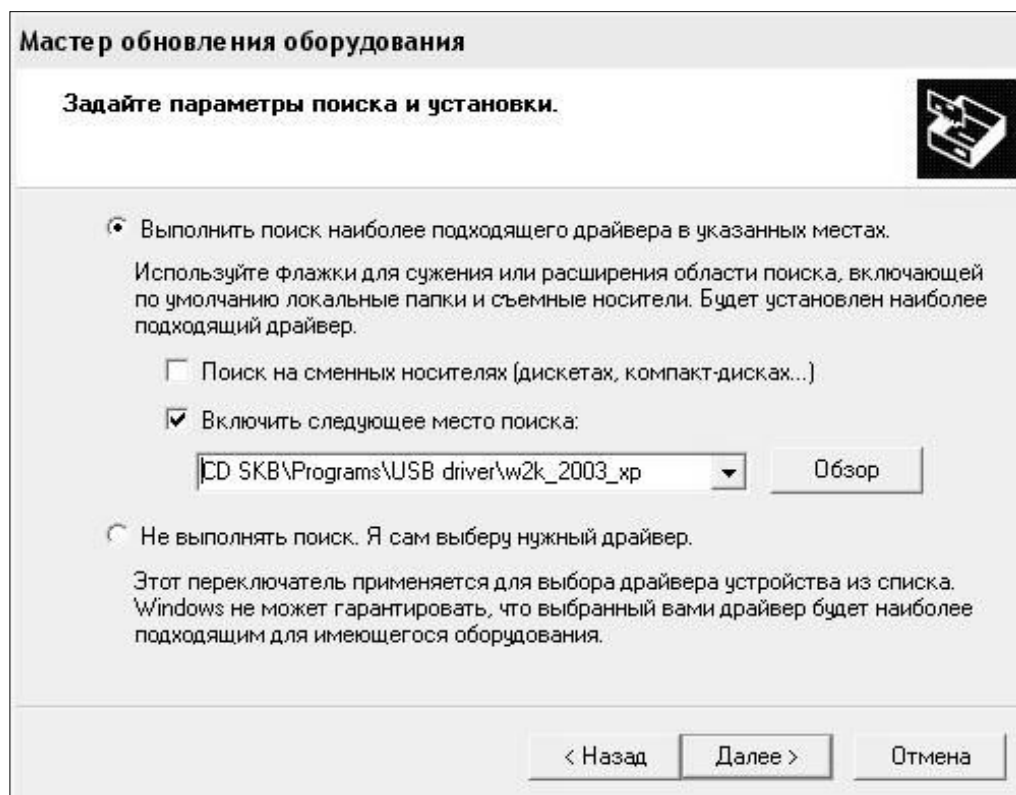 Мастер обновления оборудования
Задайте параметры поиска и установки.
Выполнить поиск наиболее подходящего драйвера в указанных местах.
Используйте флажки для сужения или расширения области поиска, включающей
по умолчанию локальные папки и съемные носители. Будет установлен наиболее
подходящий драйвер.
Поиск на сменных носителях (дискетах, компакт-дисках...)
Включить следующее место поиска:
CD SKB\Programs\USB driver\w2k_2003_xp
Обзор
Не выполнять поиск. Я сам выберу нужный драйвер.
Этот переключатель применяется для выбора драйвера устройства из списка.
Windows не может гарантировать, что выбранный вами драйвер будет наиболее
подходящим для имеющегося оборудования.
< Назад
Далее >
Отмена